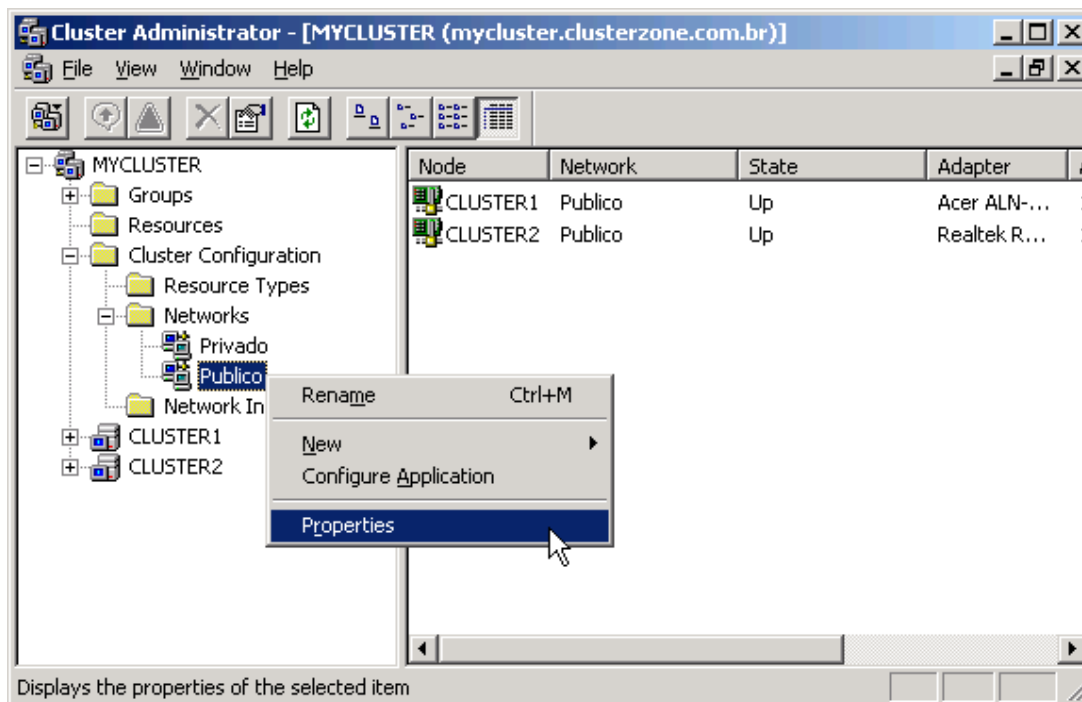 Cluster Administrator - [MYCLUSTER (mycluster.clusterzone.com.br)]
File View Window Help
MYCLUSTER
Groups
Resources
Cluster Configuration
Resource Types
Networks
Privado
Publico
Network In
CLUSTER1
CLUSTER2
Node Network State Adapter
CLUSTER1 Publico Up Acer ALN-...
CLUSTER2 Publico Up Realtek R...
Rename Ctrl+M
New
Configure Application
Properties
Displays the properties of the selected item